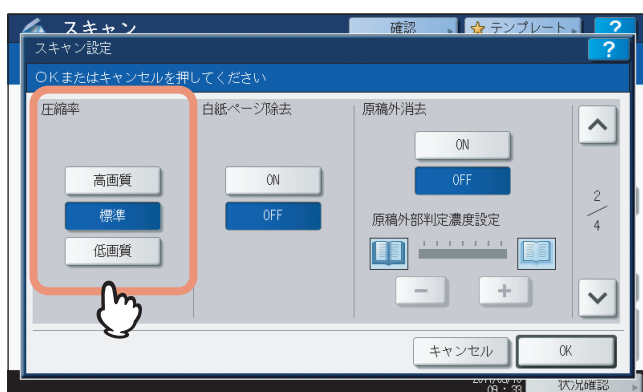 スキャン
確認
テンプレート
?
スキャン設定
?
OKまたはキャンセルを押してください
圧縮率
白紙ページ除去
原稿外消去
高画質
標準
低画質
ON
OFF
ON
OFF
原稿外部判定濃度設定
−
+
2
4
キャンセル
OK
09 : 33
状況確認